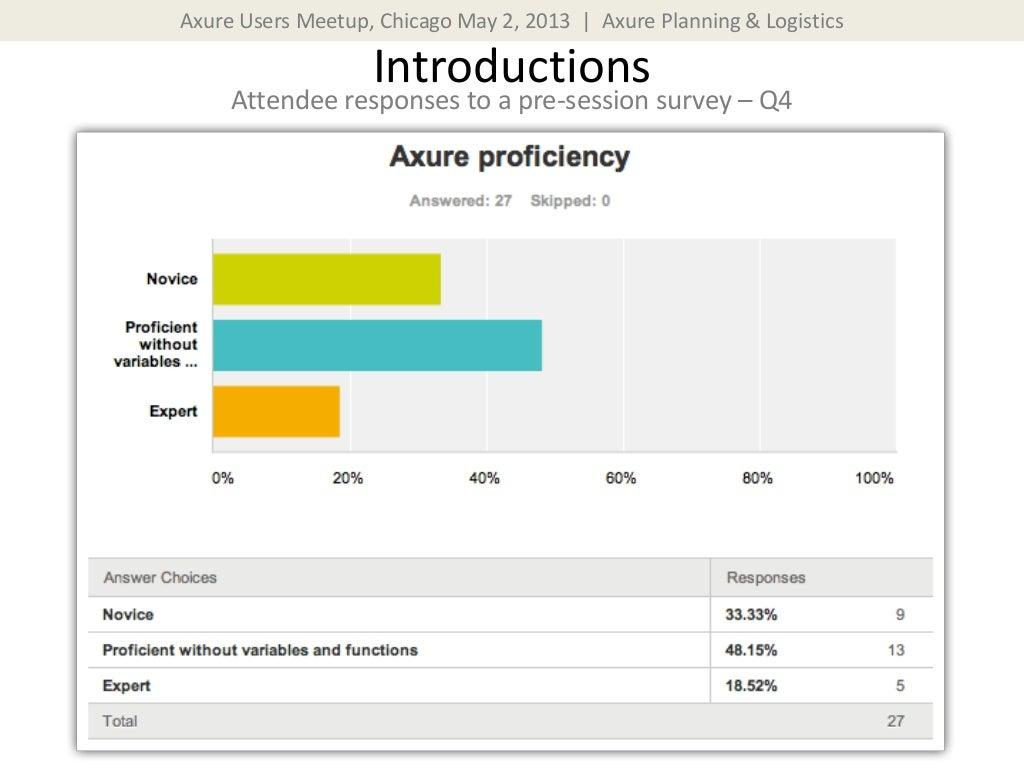 Axure Users Meetup, Chicago May 2, 2013 | Axure Planning & Logistics
Introductions
Attendee responses to a pre-session survey – Q4
Axure proficiency
Answered: 27 Skipped: 0
Novice
Proficient
without
variables ...
Expert
0% 20% 40% 60% 80% 100%
Answer Choices Responses
Novice 33.33% 9
Proficient without variables and functions 48.15% 13
Expert 18.52% 5
Total 27